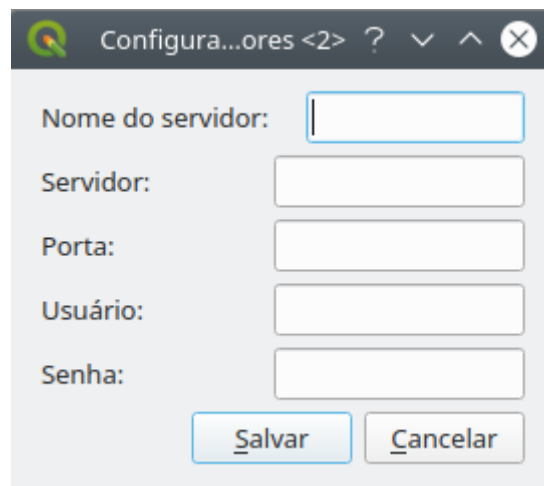 Configura...ores <2>
Nome do servidor:
Servidor:
Porta:
Usuário:
Senha:
Salvar Cancelar